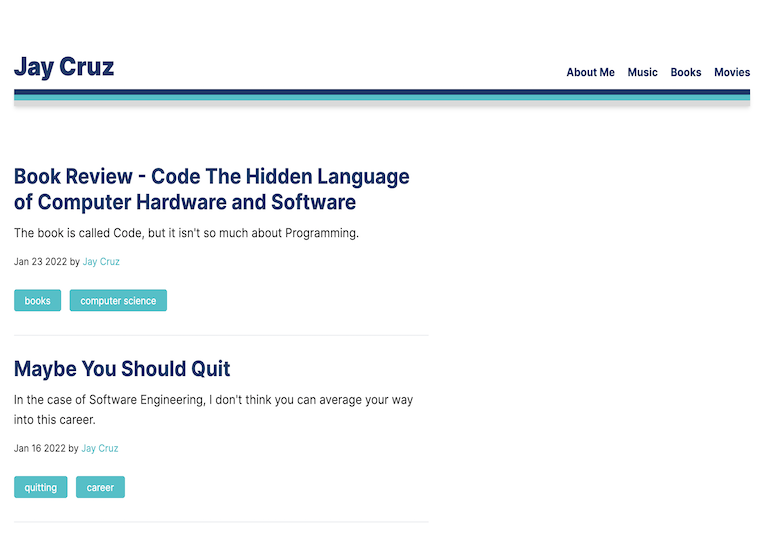 Jay Cruz
About Me Music Books Movies
Book Review - Code The Hidden Language
of Computer Hardware and Software
The book is called Code, but it isn't so much about Programming.
Jan 23 2022 by Jay Cruz
books computer science
Maybe You Should Quit
In the case of Software Engineering, I don't think you can average your way
into this career.
Jan 16 2022 by Jay Cruz
quitting career